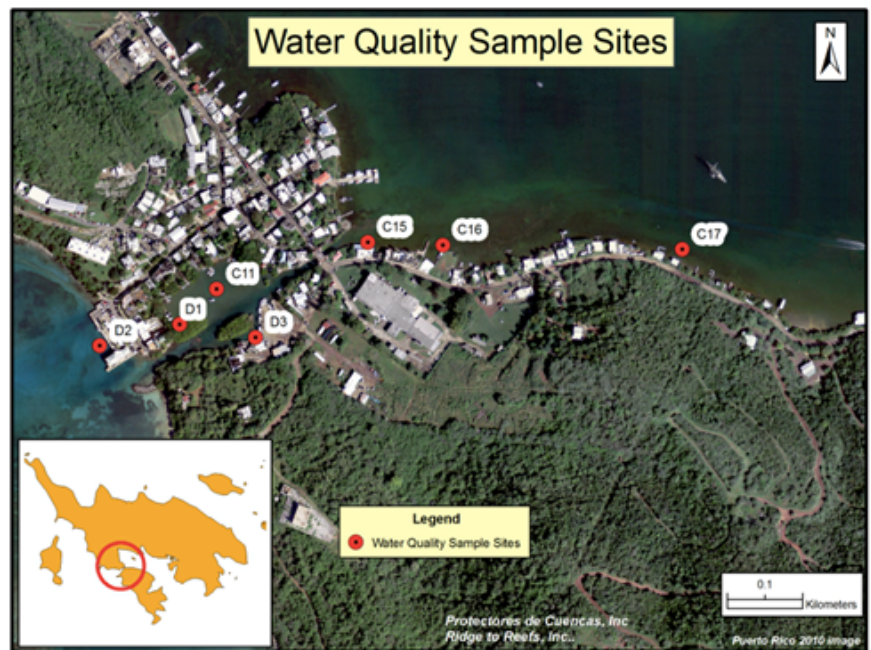 Water Quality Sample Sites
N
C15
C16
C17
C11
D1
D2
D3
Legend
Water Quality Sample Sites
0.1
Kilometers
Protectores de Cuencas, Inc
Ridge to Reefs, Inc..
Puerto Rico 2010 image